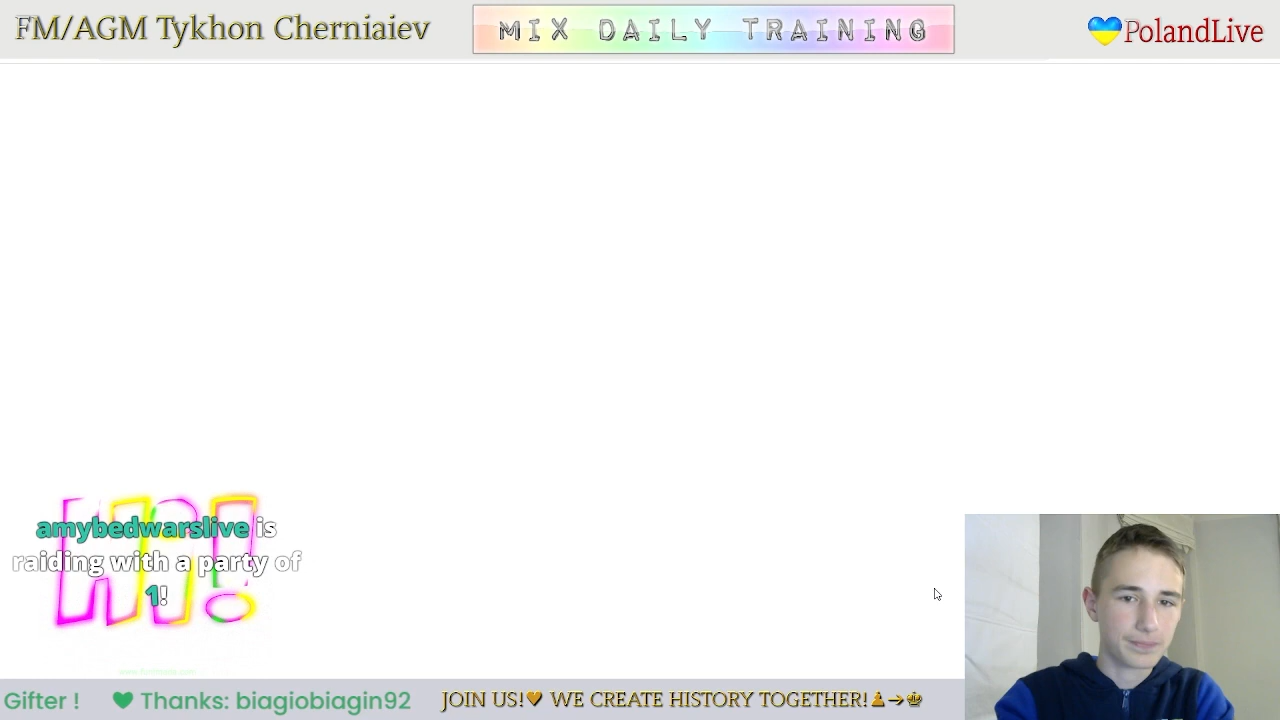 FM/AGM Tykhon Cherniaiev
MIX DAILY TRAINING
PolandLive
Hi!
amybedwarslive is
raiding with a party of
1!
Gifter ! Thanks: biagiobiagin92
JOIN US! WE CREATE HISTORY TOGETHER!